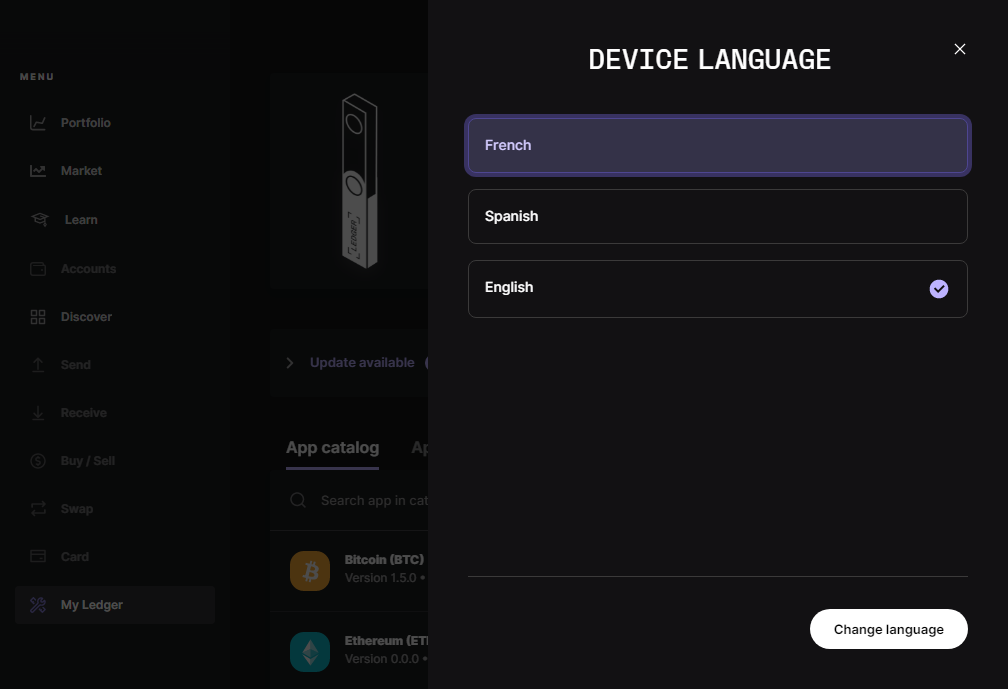 MENU
Portfolio
Market
Learn
Accounts
Discover
Send
Receive
Buy / Sell
Swap
Card
My Ledger
LEDGER
Update available
App catalog
Search app in cat
Bitcoin (BTC)
Version 1.5.0 •
Ethereum (ET
Version 0.0.0 •
DEVICE LANGUAGE
French
Spanish
English
Change language